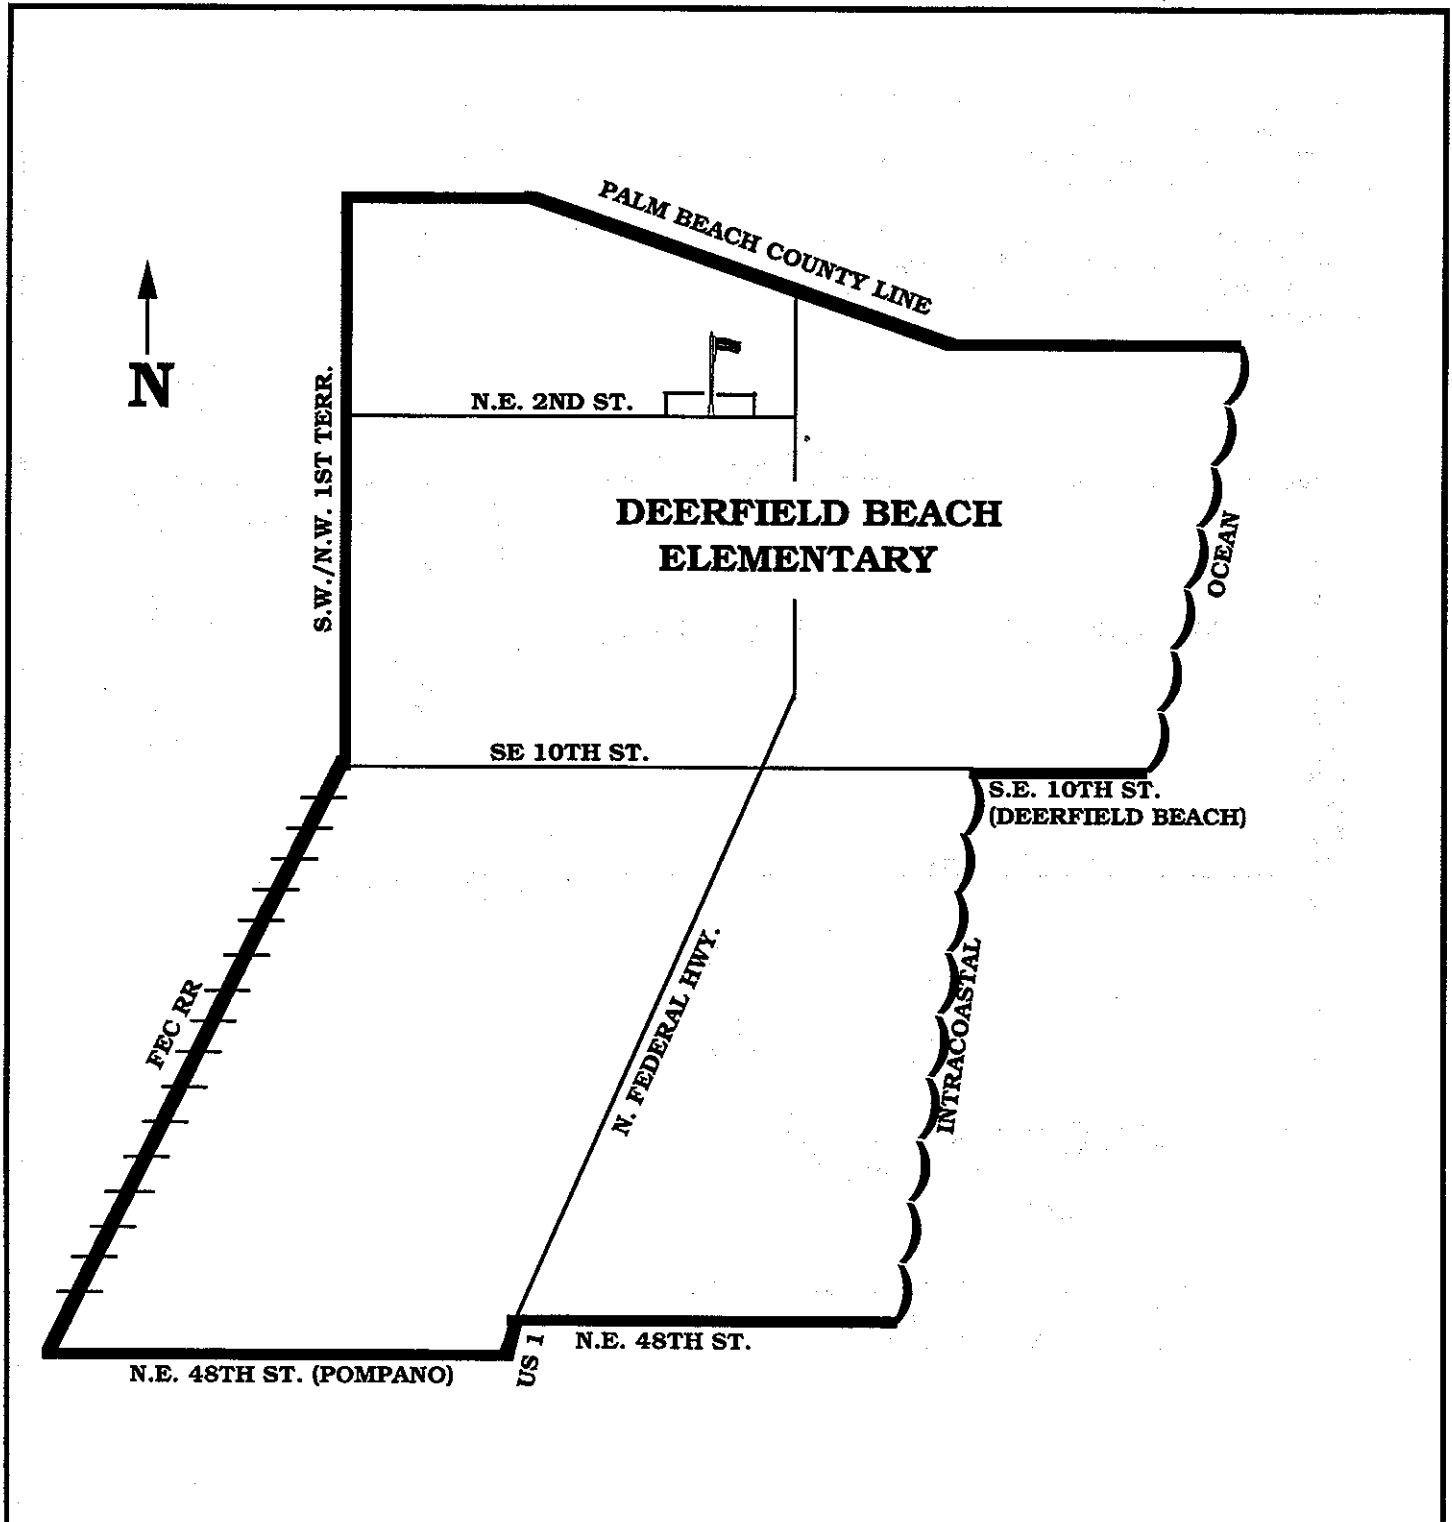 PALM BEACH COUNTY LINE
N
S.W./N.W. 1ST TERR.
N.E. 2ND ST.
DEERFIELD BEACH
ELEMENTARY
OCEAN
SE 10TH ST.
S.E. 10TH ST.
(DEERFIELD BEACH)
FEC RR
N. FEDERAL HWY.
INTRACOASTAL
US 1
N.E. 48TH ST.
N.E. 48TH ST. (POMPANO)